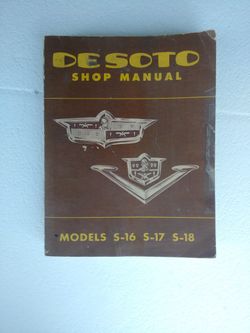 DE SOTO
SHOP MANUAL
MODELS S-16 S-17 S-18